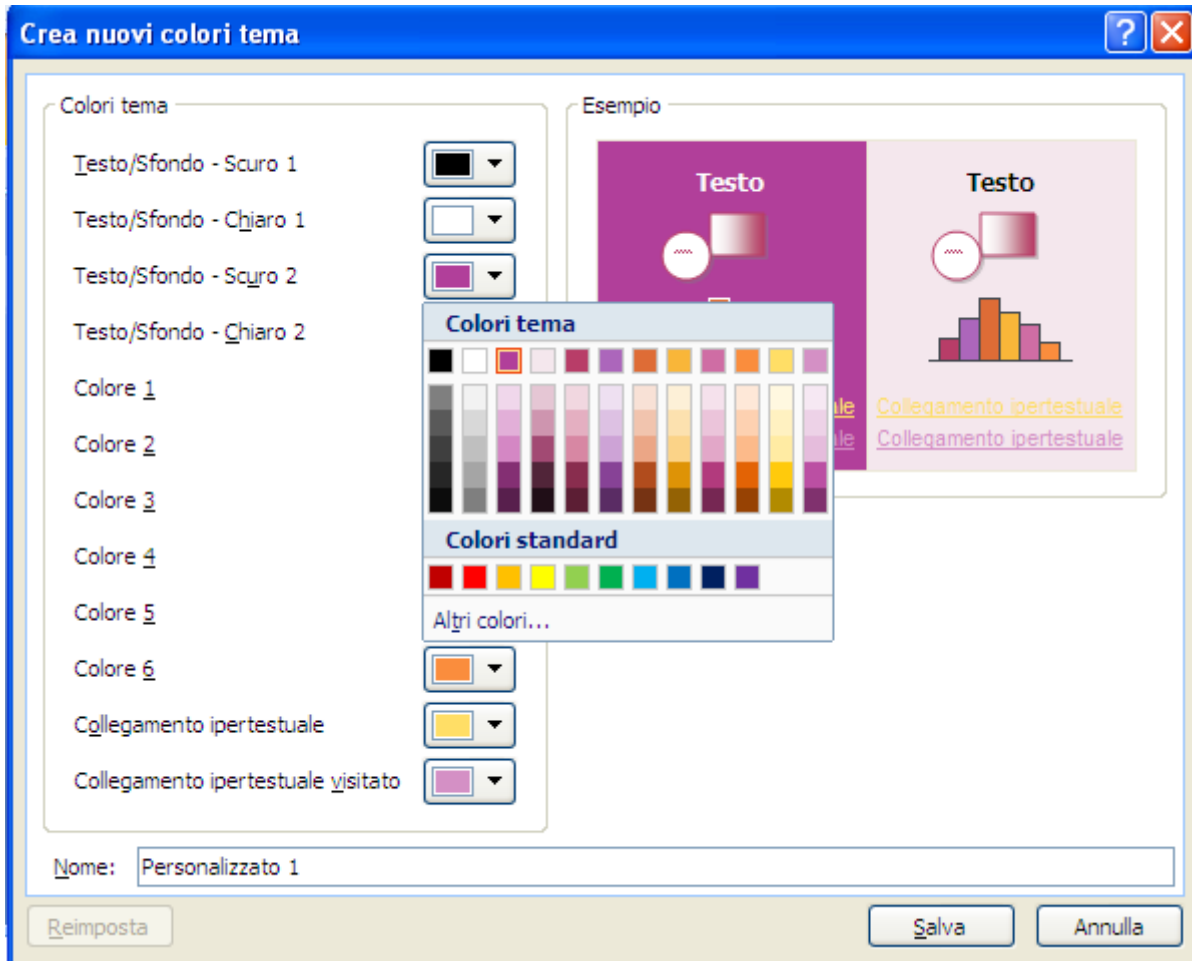 Crea nuovi colori tema
Colori tema
Testo/Sfondo - Scuro 1
Testo/Sfondo - Chiaro 1
Testo/Sfondo - Scuro 2
Testo/Sfondo - Chiaro 2
Colore 1
Colore 2
Colore 3
Colore 4
Colore 5
Colore 6
Collegamento ipertestuale
Collegamento ipertestuale visitato
Colori tema
Colori standard
Altri colori...
Esempio
Testo
Testo
ale
Collegamento ipertestuale
ale
Collegamento ipertestuale
Nome: Personalizzato 1
Reimposta
Salva
Annulla